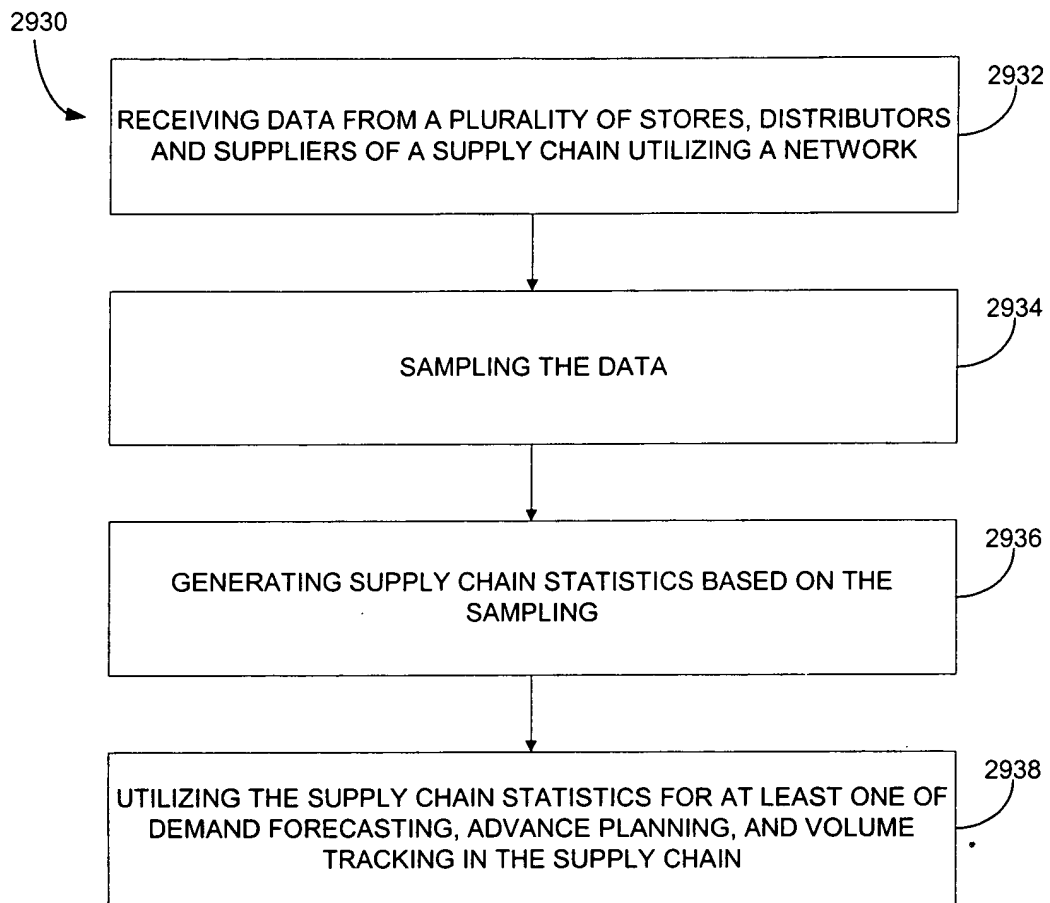 2930
2932
RECEIVING DATA FROM A PLURALITY OF STORES, DISTRIBUTORS
AND SUPPLIERS OF A SUPPLY CHAIN UTILIZING A NETWORK
2934
SAMPLING THE DATA
2936
GENERATING SUPPLY CHAIN STATISTICS BASED ON THE
SAMPLING
2938
UTILIZING THE SUPPLY CHAIN STATISTICS FOR AT LEAST ONE OF
DEMAND FORECASTING, ADVANCE PLANNING, AND VOLUME
TRACKING IN THE SUPPLY CHAIN